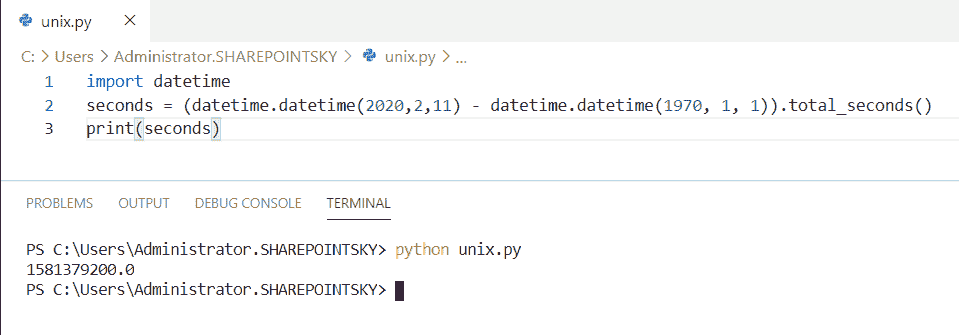 unix.py
C: > Users > Administrator.SHAREPOINTSKY > unix.py > ...
1 import datetime
2 seconds = (datetime.datetime(2020,2,11) - datetime.datetime(1970, 1, 1)).total_seconds()
3 print(seconds)
PROBLEMS OUTPUT DEBUG CONSOLE TERMINAL
PS C:\Users\Administrator.SHAREPOINTSKY> python unix.py
1581379200.0
PS C:\Users\Administrator.SHAREPOINTSKY>